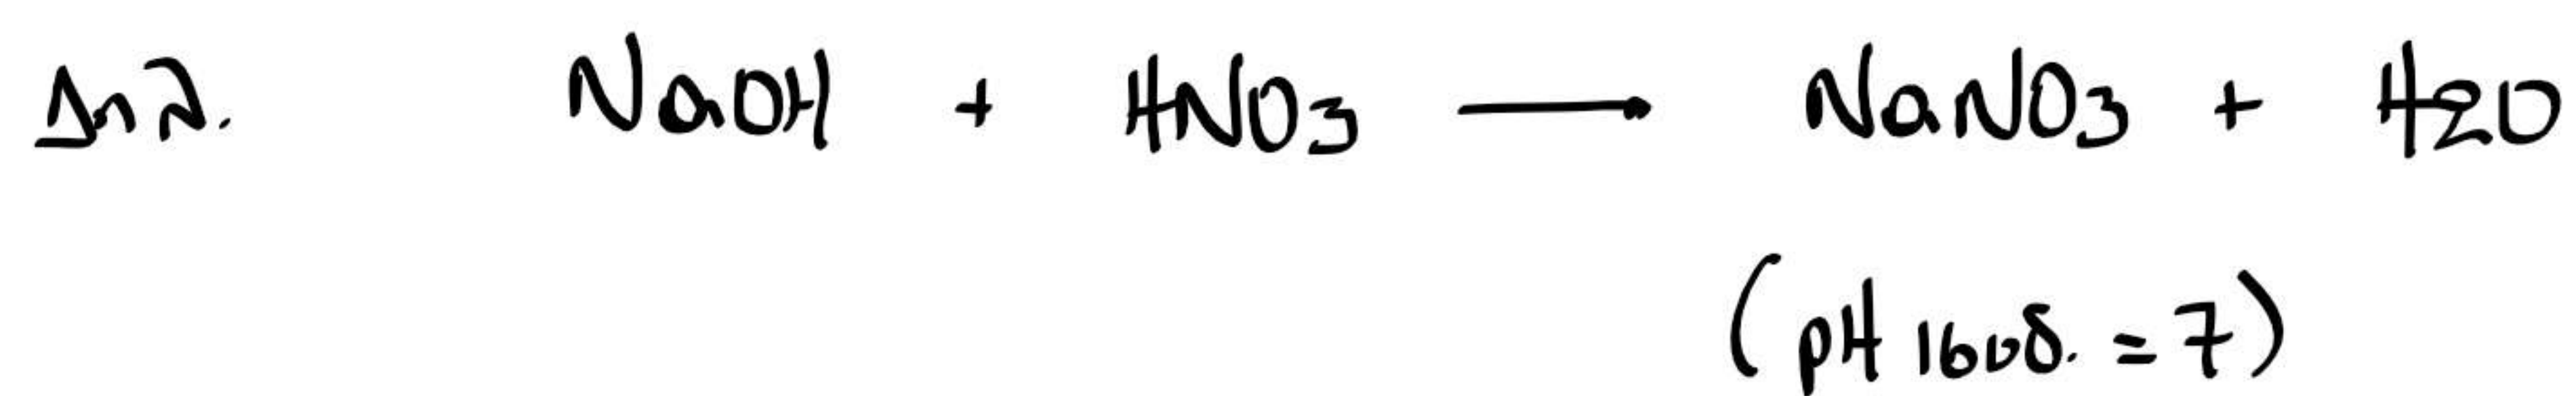 NaOH + HNO3 → NaNO3 + H2O
(pH = 7)